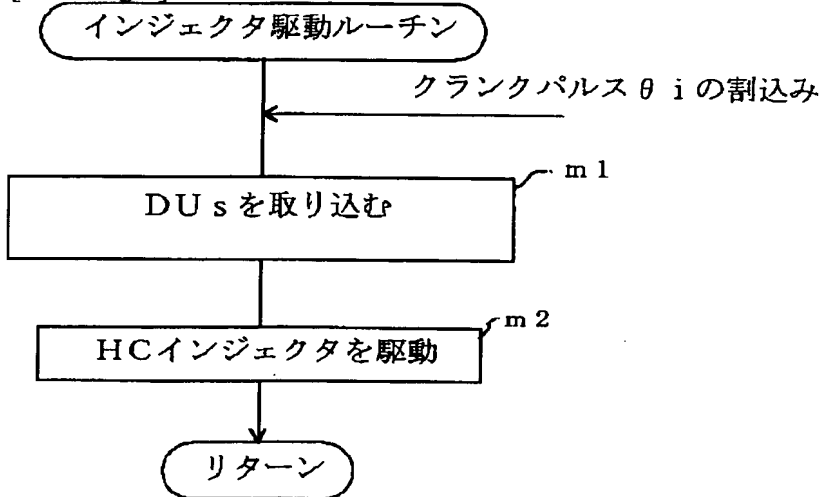 インジェクタ駆動ルーチン
クランクパルスθiの割込み
m1
DUsを取り込む
m2
HCインジェクタを駆動
リターン